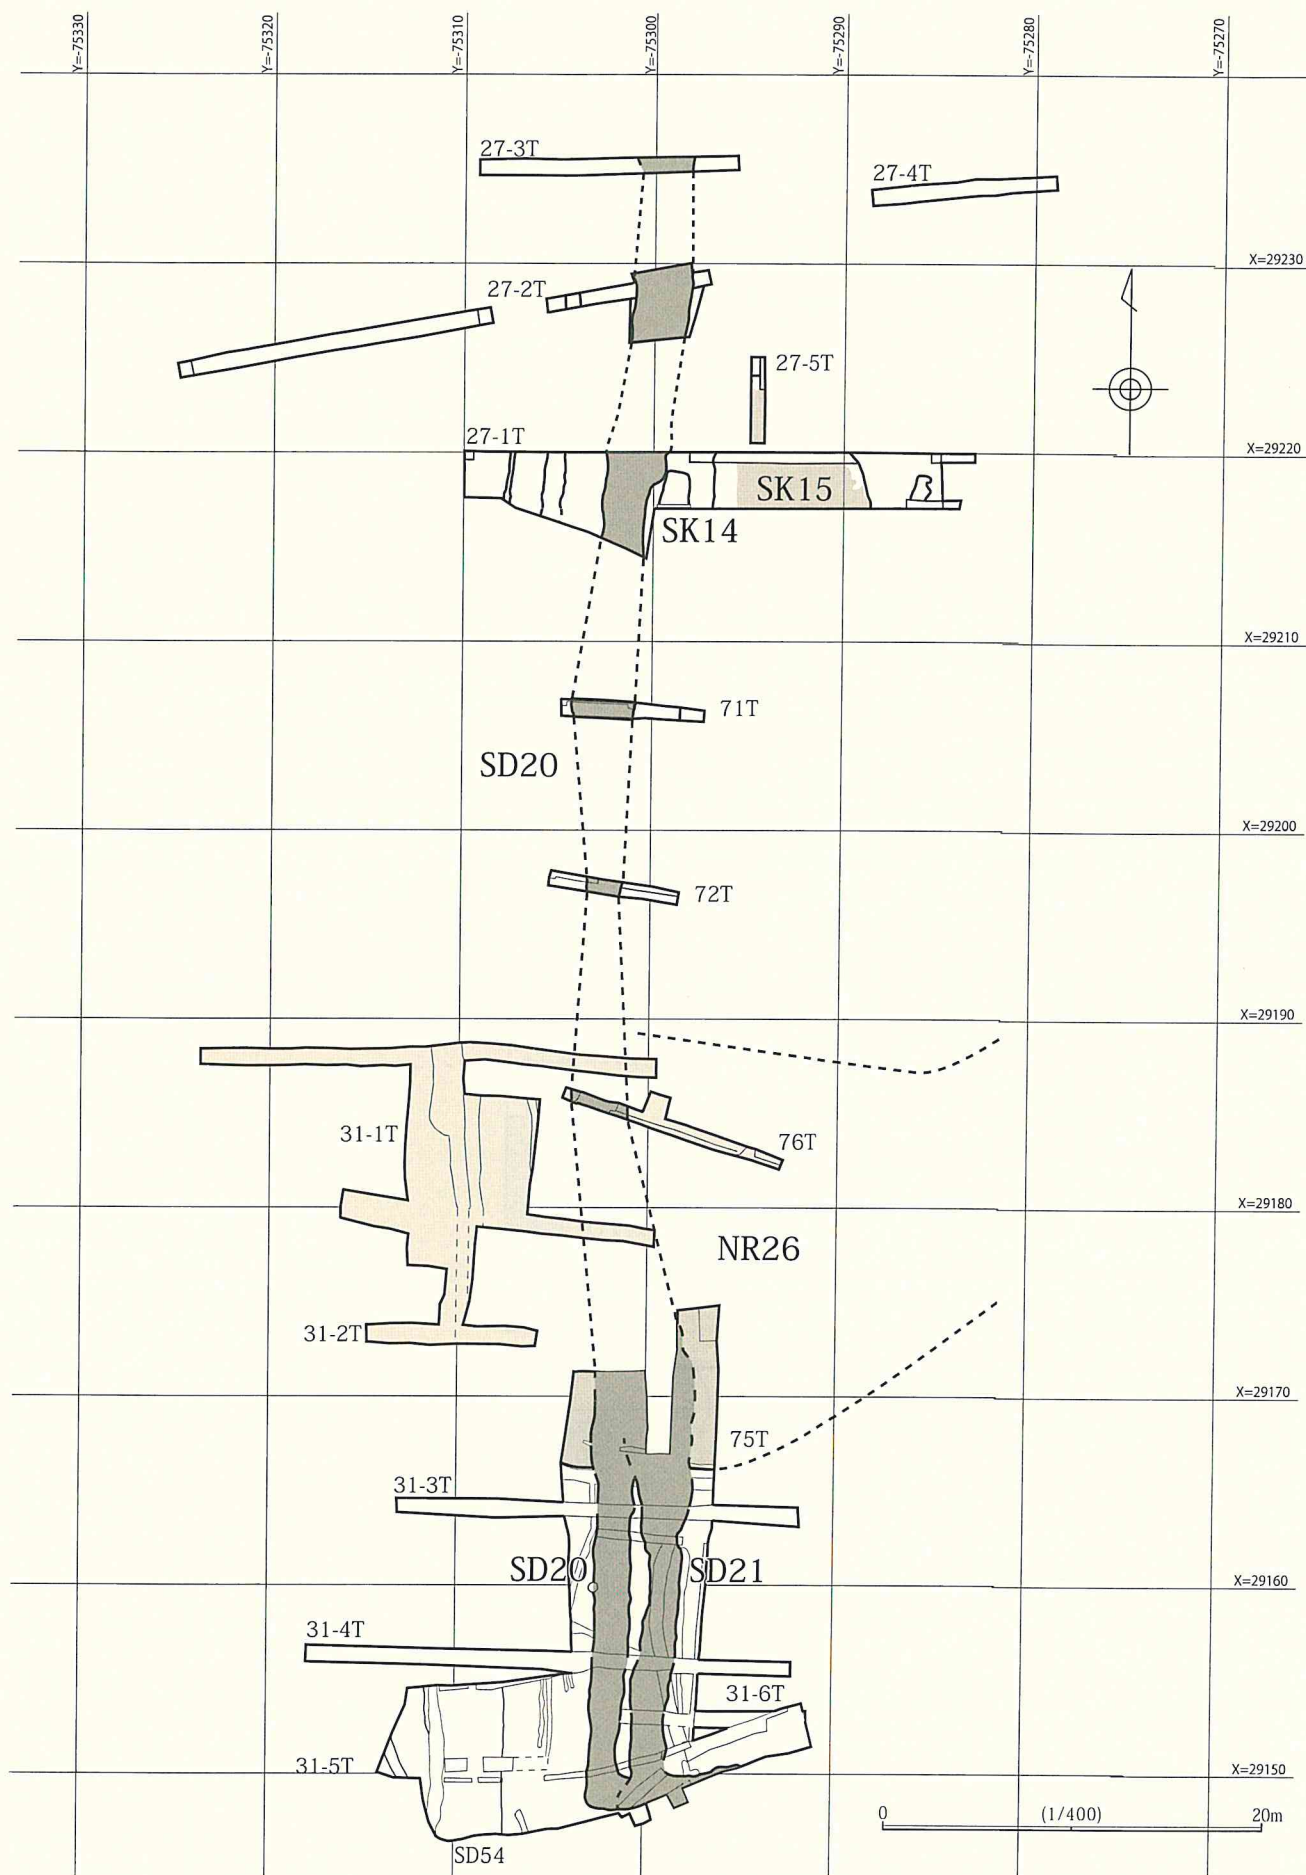 Y=-75330
Y=-75320
Y=-75310
Y=-75300
Y=-75290
Y=-75280
Y=-75270
27-3T
27-4T
X=29230
27-2T
27-5T
27-1T
X=29220
SK15
SK14
X=29210
71T
SD20
X=29200
72T
X=29190
31-1T
76T
X=29180
NR26
31-2T
X=29170
75T
31-3T
SD20
SD21
X=29160
31-4T
31-6T
31-5T
X=29150
0
(1/400)
20m
SD54